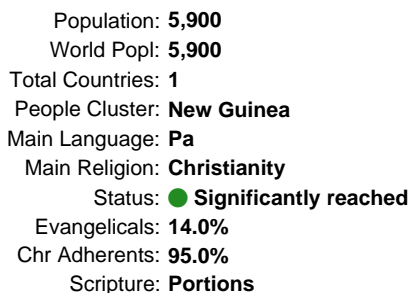 Population: 5,900
World Popl: 5,900
Total Countries: 1
People Cluster: New Guinea
Main Language: Pa
Main Religion: Christianity
Status: Significantly reached
Evangelicals: 14.0%
Chr Adherents: 95.0%
Scripture: Portions